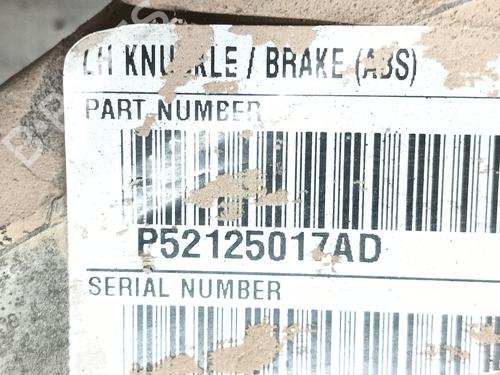 LH KNUCKLE / BRAKE (ABS)
PART NUMBER
P52125017AD
SERIAL NUMBER